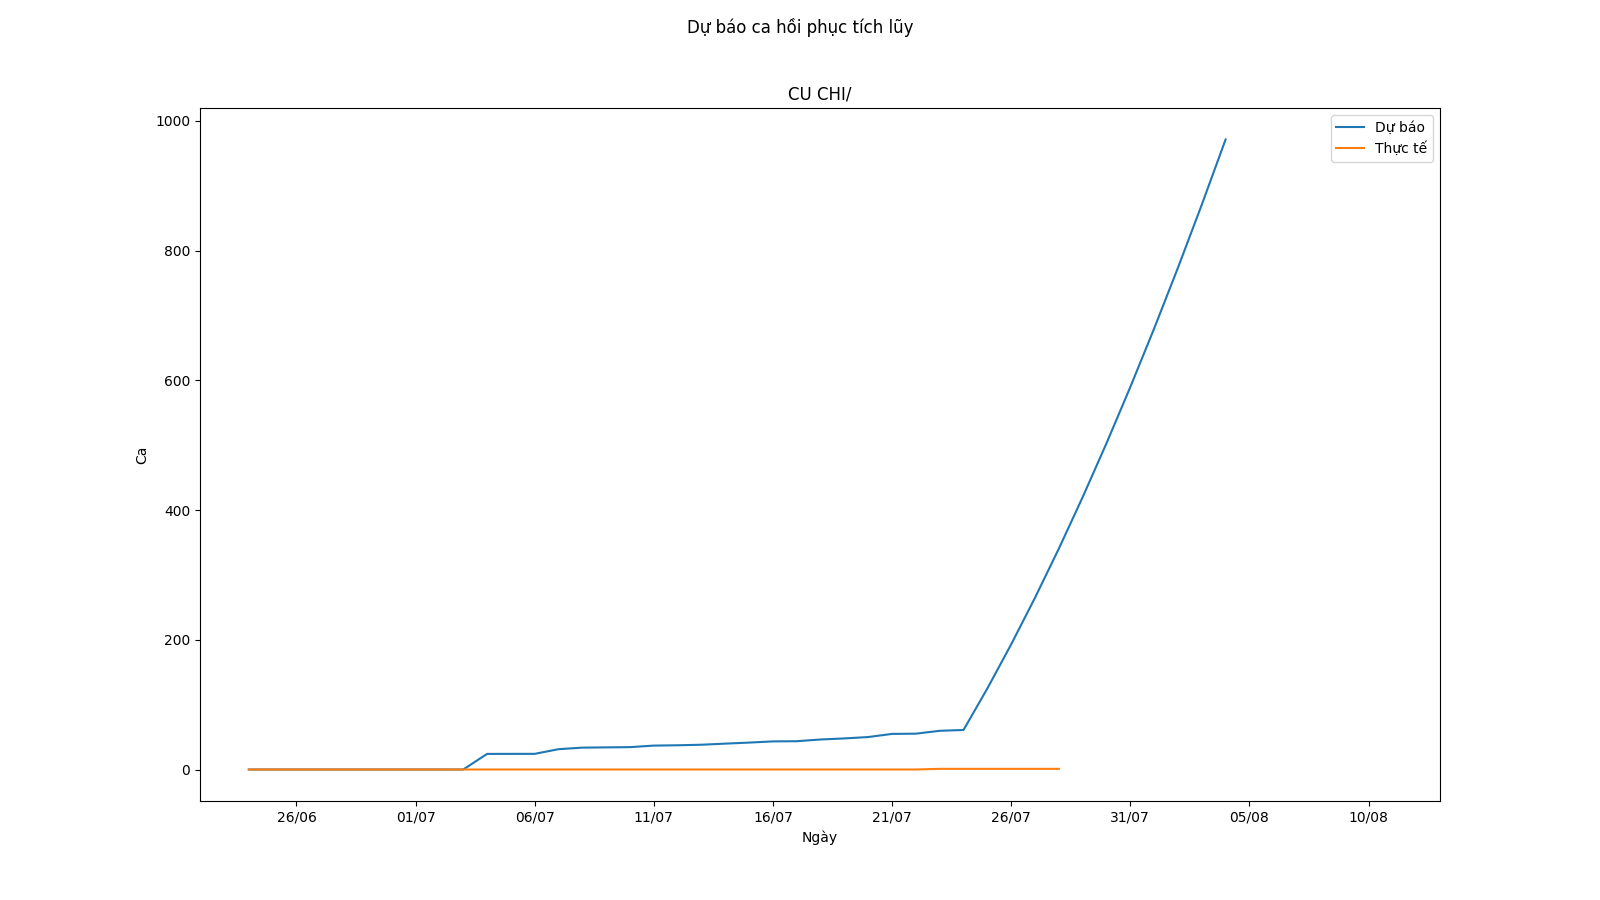 Dự báo ca hồi phục tích lũy
CU CHI/
Dự báo
Thực tế
1000
800
600
400
200
0
Ca
26/06
01/07
06/07
11/07
16/07
21/07
26/07
31/07
05/08
10/08
Ngày